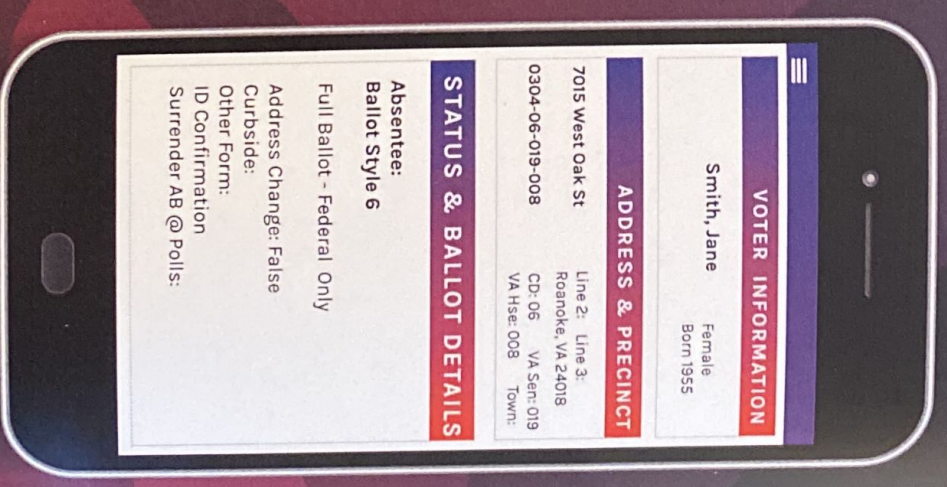 VOTER INFORMATION
Smith, Jane
Female
Born 1955
ADDRESS & PRECINCT
7015 West Oak St
Line 2: Line 3:
Roanoke, VA 24018
0304-06-019-008
CD: 06 VA Sen: 019
VA Hse: 008 Town:
STATUS & BALLOT DETAILS
Absentee:
Ballot Style 6
Full Ballot - Federal Only
Address Change: False
Curbside:
Other Form:
ID Confirmation
Surrender AB @ Polls: